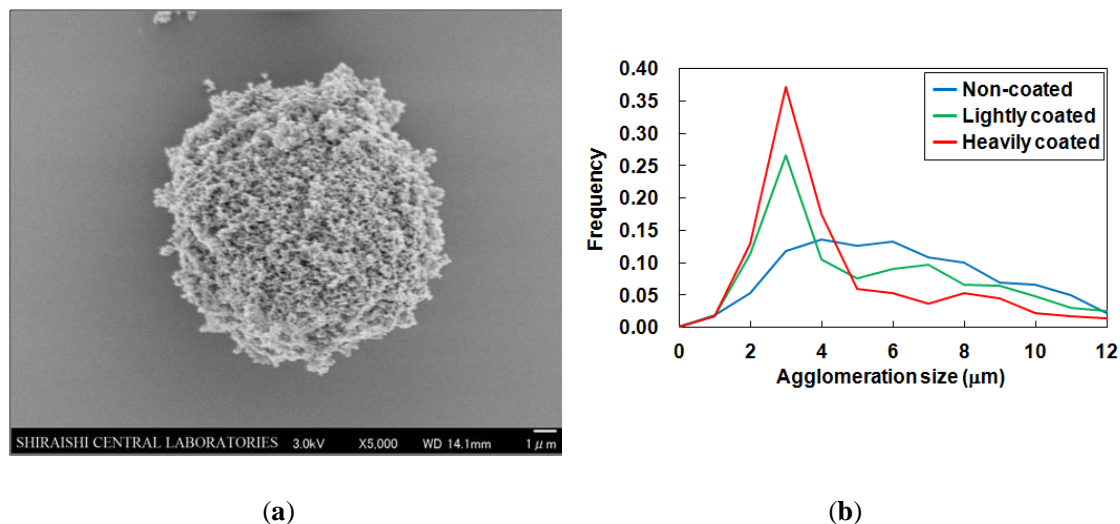 SHIRAISHI CENTRAL LABORATORIES 3.0kV X5,000 WD 14.1mm 1 μm
(a)
0.40
0.35
0.30
0.25
0.20
0.15
0.10
0.05
0.00
Frequency
Non-coated
Lightly coated
Heavily coated
0 2 4 6 8 10 12
Agglomeration size (μm)
(b)